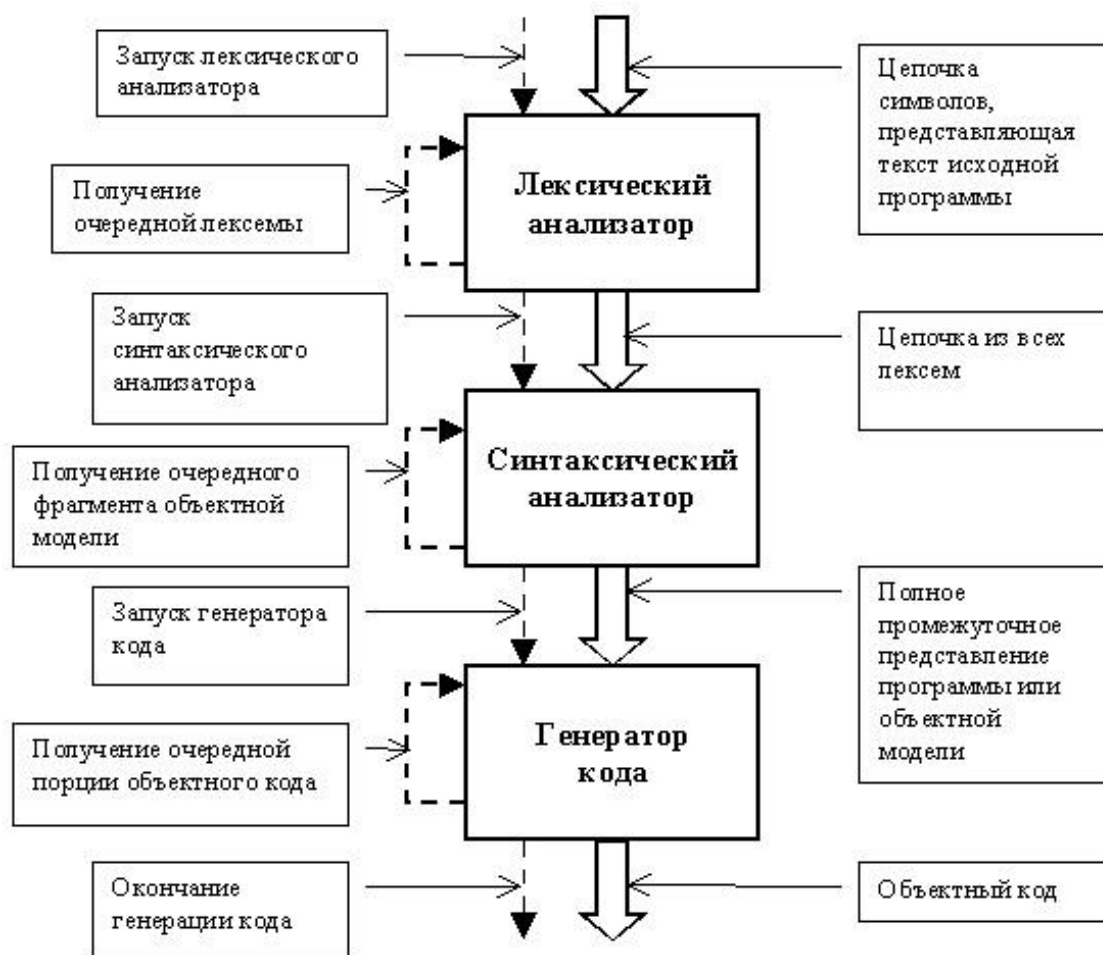 Запуск лексического
анализатора
Цепочка
символов,
представляющая
текст исходной
программы
Лексический
анализатор
Получение
очередной лексемы
Запуск
синтаксического
анализатора
Цепочка из всех
лексем
Синтаксический
анализатор
Получение очередного
фрагмента объектной
модели
Запуск генератора
кода
Полное
промежуточное
представление
программы или
объектной
модели
Генератор
кода
Получение очередной
порции объектного кода
Окончание
генерации кода
Объектный код